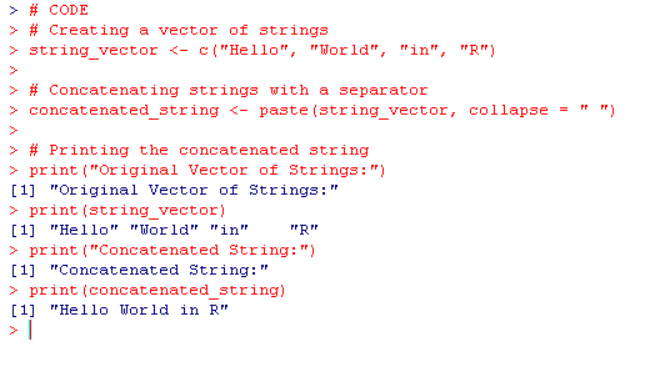 > # CODE
> # Creating a vector of strings
> string_vector <- c("Hello", "World", "in", "R")
>
> # Concatenating strings with a separator
> concatenated_string <- paste(string_vector, collapse = " ")
>
> # Printing the concatenated string
> print("Original Vector of Strings:")
[1] "Original Vector of Strings:"
> print(string_vector)
[1] "Hello" "World" "in"    "R"
> print("Concatenated String:")
[1] "Concatenated String:"
> print(concatenated_string)
[1] "Hello World in R"
>